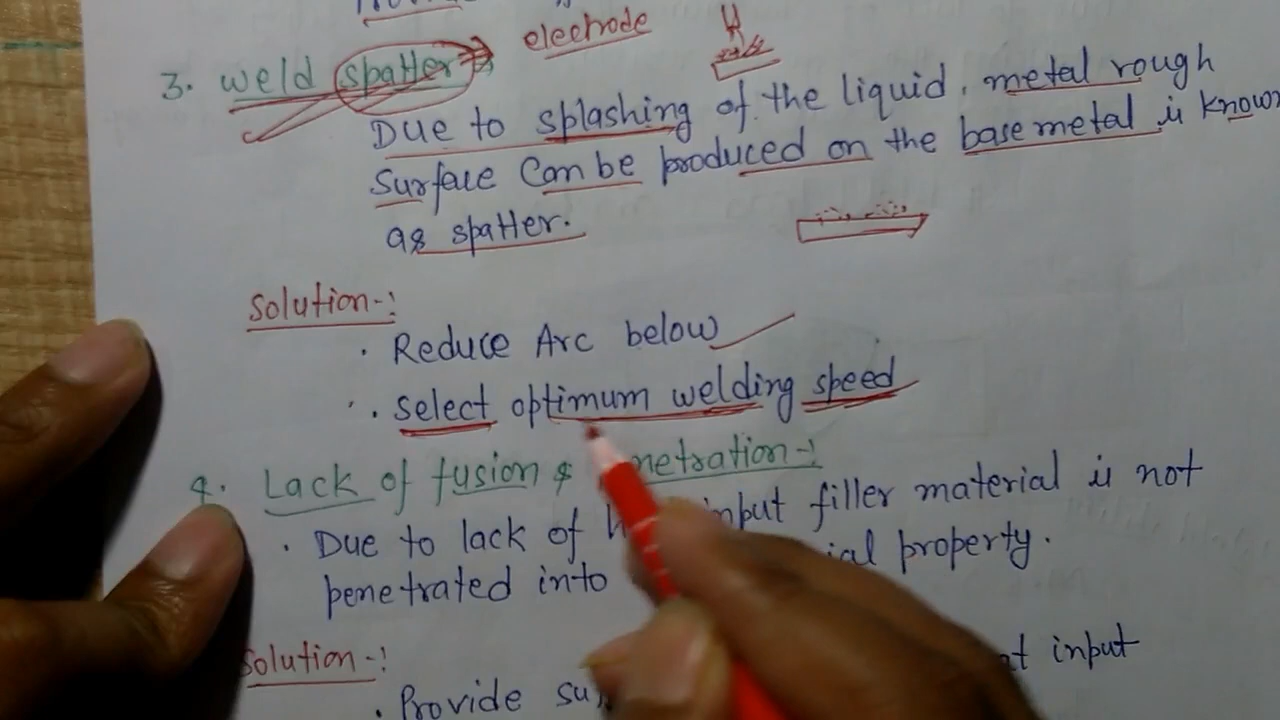 electrode
3. weld spatter
Due to splashing of the liquid. metal rough
Surface Can be produced on the base metal is known
as spatter.
Solution-:
· Reduce Arc below
· Select optimum welding speed
4. Lack of fusion & netration-:
· Due to lack of input filler material is not
penetrated into property.
Solution-:
· Provide input